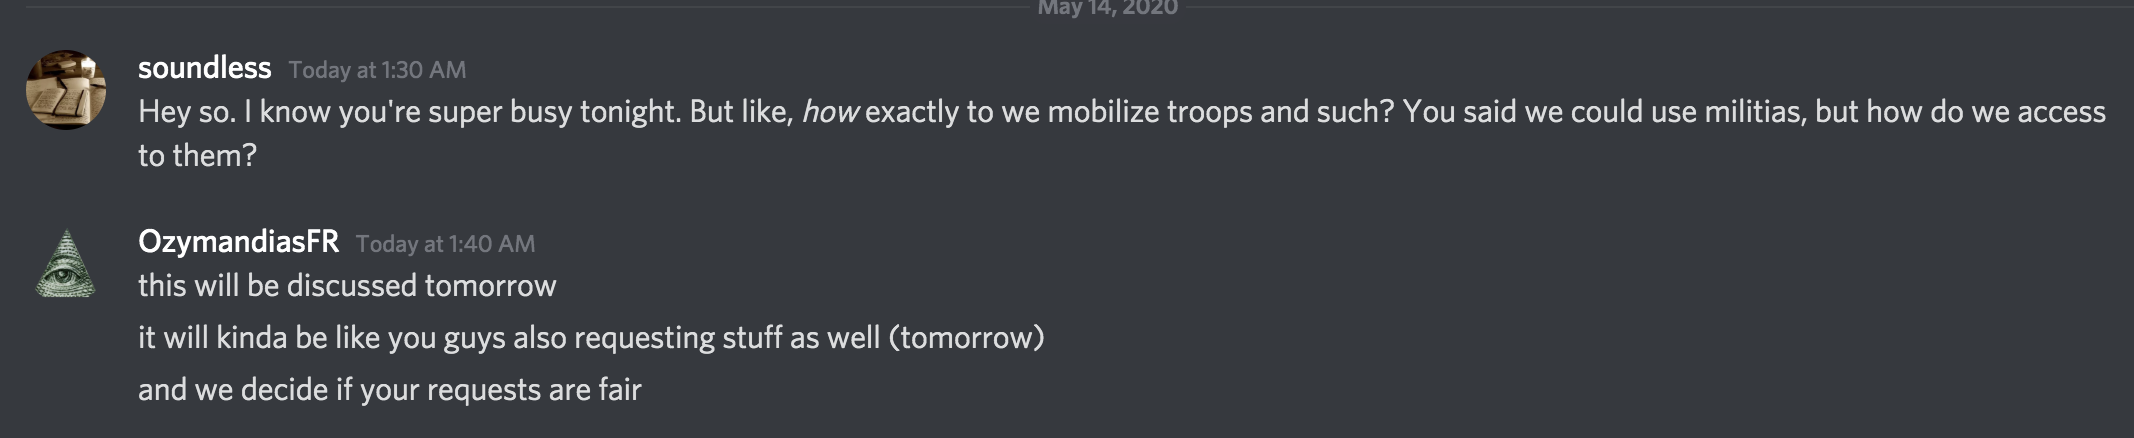 May 14, 2020
soundless Today at 1:30 AM
Hey so. I know you're super busy tonight. But like, how exactly to we mobilize troops and such? You said we could use militias, but how do we access
to them?
OzymandiasFR Today at 1:40 AM
this will be discussed tomorrow
it will kinda be like you guys also requesting stuff as well (tomorrow)
and we decide if your requests are fair